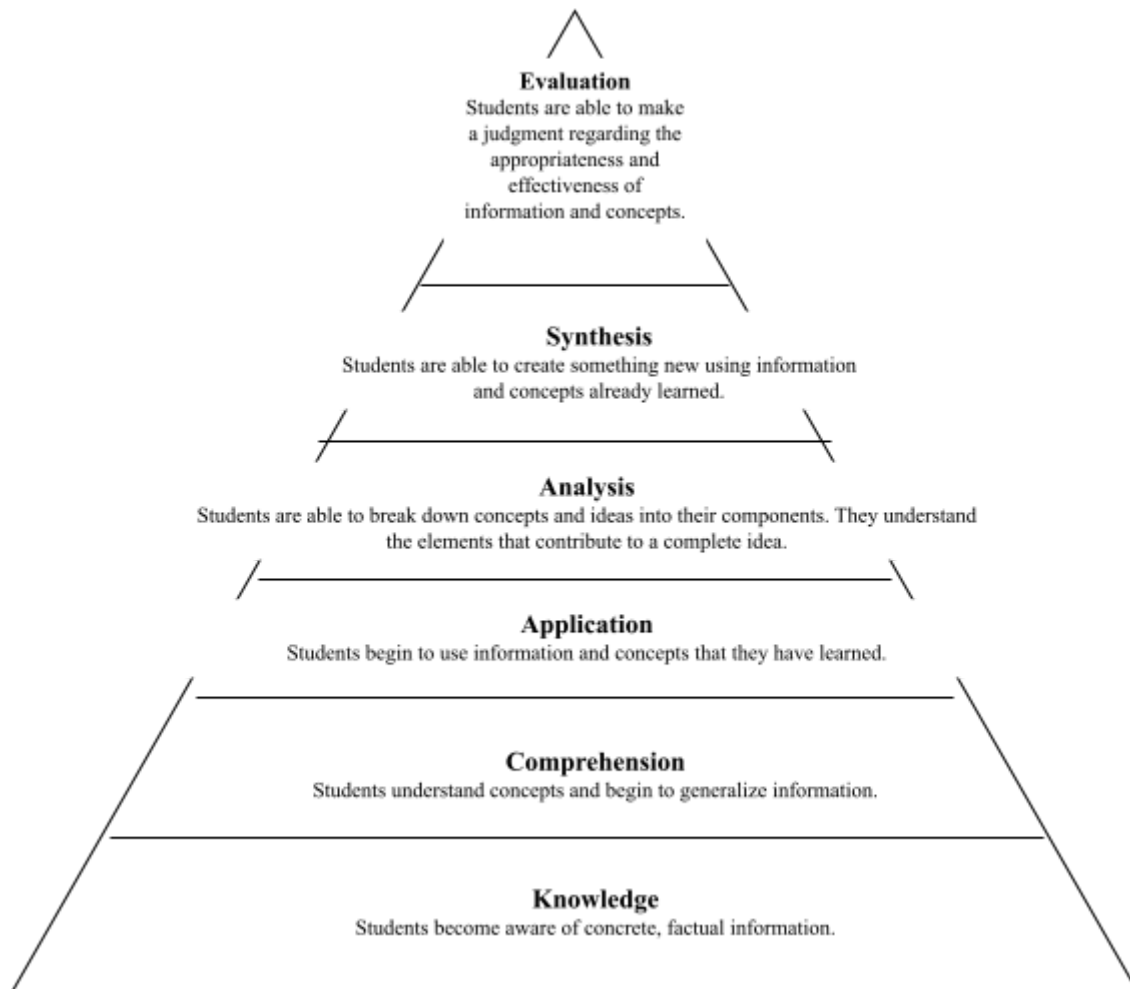 Evaluation
Students are able to make
a judgment regarding the
appropriateness and
effectiveness of
information and concepts.
Synthesis
Students are able to create something new using information
and concepts already learned.
Analysis
Students are able to break down concepts and ideas into their components. They understand
the elements that contribute to a complete idea.
Application
Students begin to use information and concepts that they have learned.
Comprehension
Students understand concepts and begin to generalize information.
Knowledge
Students become aware of concrete, factual information.